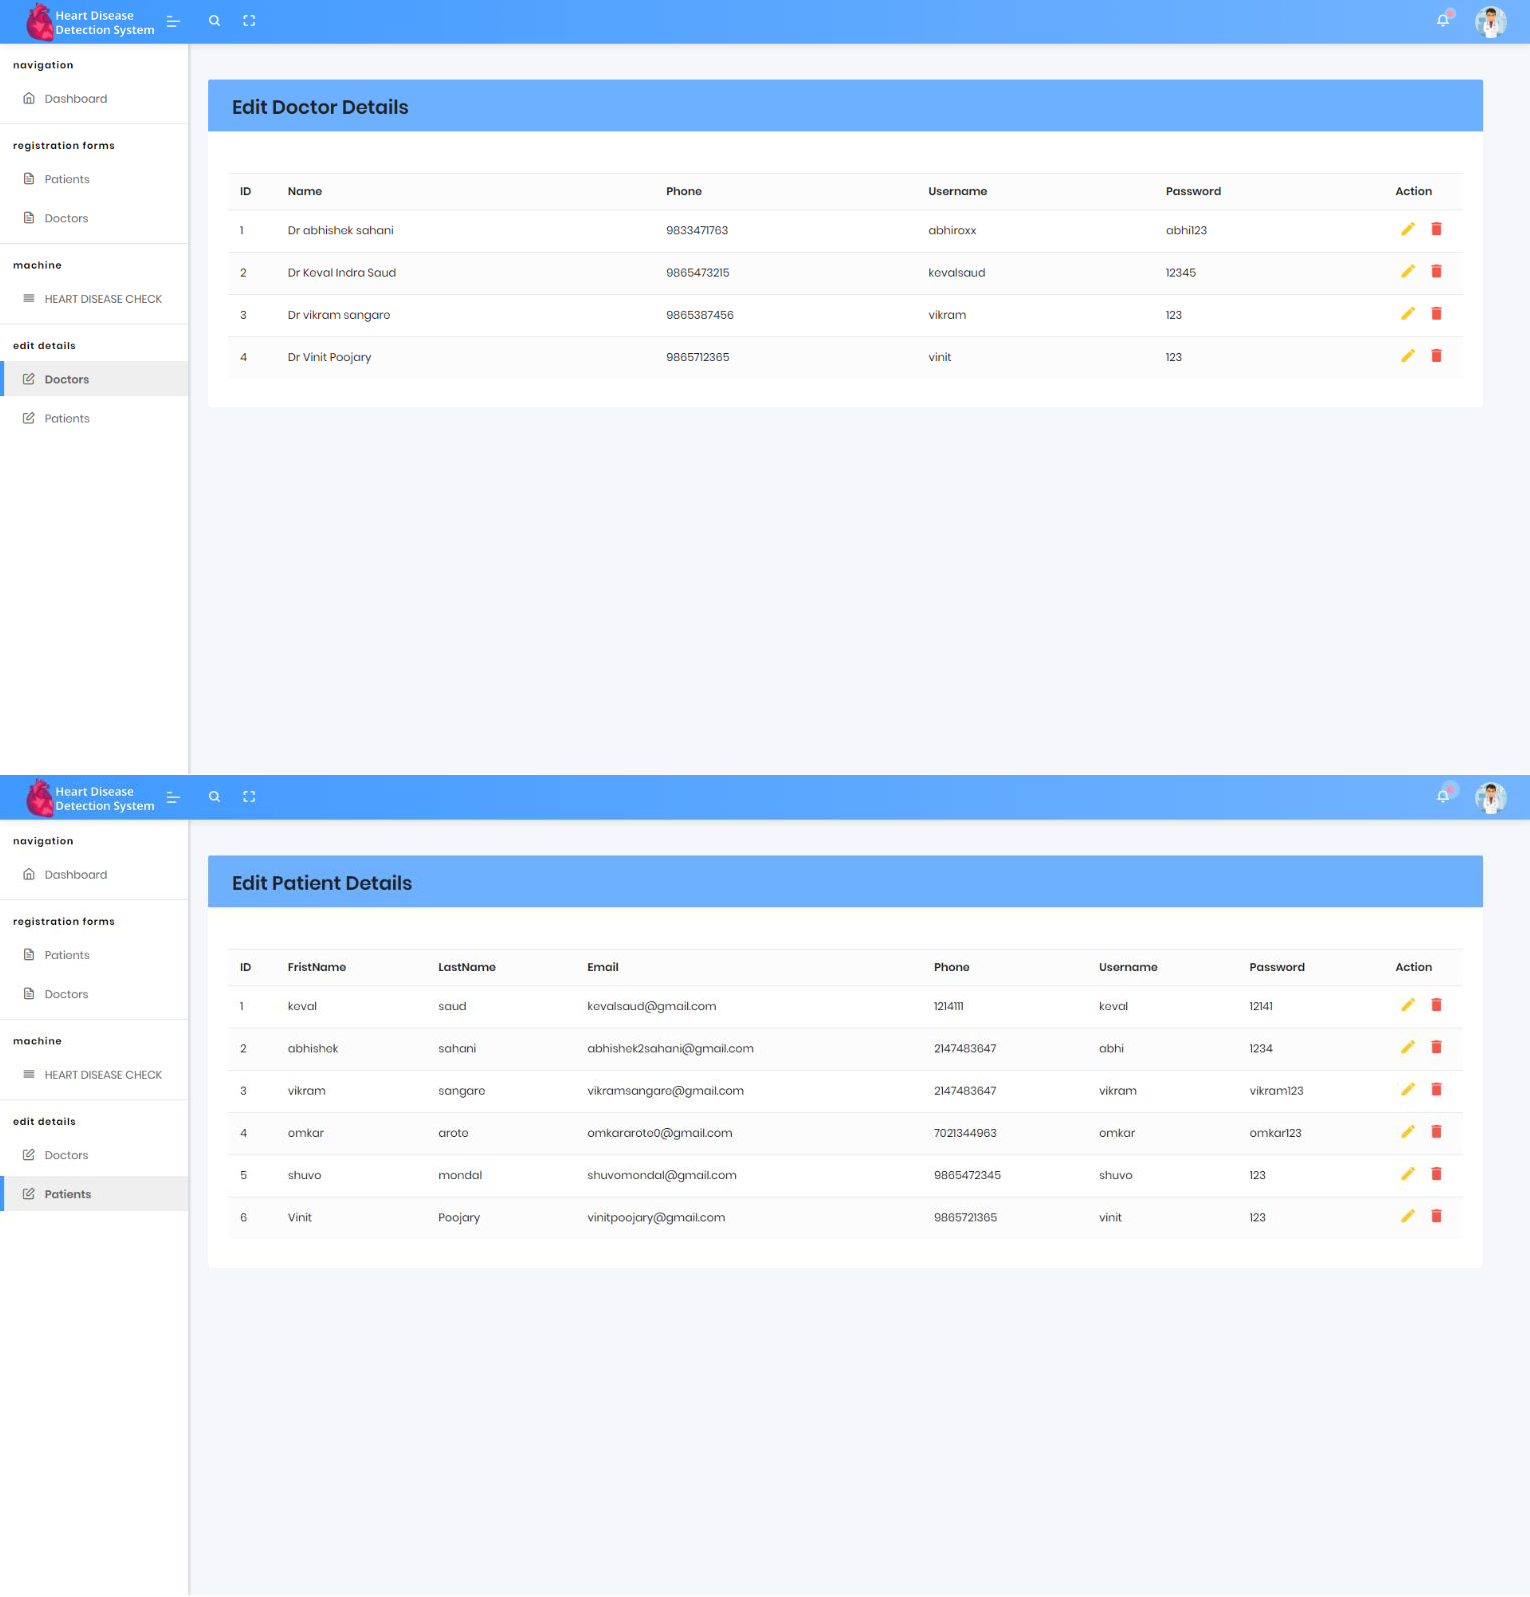 Heart Disease
Detection System
navigation
Dashboard
registration forms
Patients
Doctors
machine
HEART DISEASE CHECK
edit details
Doctors
Patients
Edit Doctor Details
ID Name Phone Username Password Action
1 Dr abhishek sahani 9833471763 abhiroxx abhi123
2 Dr Keval Indra Saud 9865473215 kevalsaud 12345
3 Dr vikram sangare 9865387456 vikram 123
4 Dr Vinit Poojary 9865712365 vinit 123
Heart Disease
Detection System
navigation
Dashboard
registration forms
Patients
Doctors
machine
HEART DISEASE CHECK
edit details
Doctors
Patients
Edit Patient Details
ID FristName LastName Email Phone Username Password Action
1 keval saud kevalsaud@gmail.com 1214111 keval 12141
2 abhishek sahani abhishek2sahani@gmail.com 2147483647 abhi 1234
3 vikram sangare vikramsangare@gmail.com 2147483647 vikram vikram123
4 omkar arote omkararote0@gmail.com 7021344963 omkar omkar123
5 shuvo mondal shuvomondal@gmail.com 9865472345 shuvo 123
6 Vinit Poojary vinitpoojary@gmail.com 9865721365 vinit 123